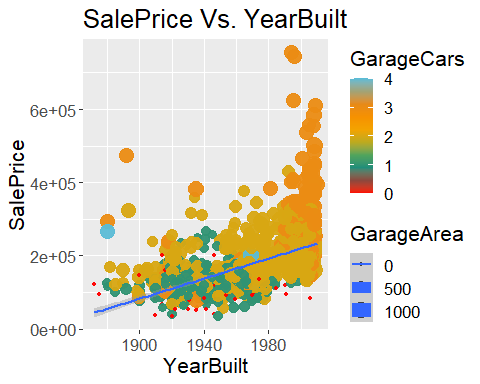 SalePrice Vs. YearBuilt
SalePrice
6e+05
4e+05
2e+05
0e+00
1900 1940 1980
YearBuilt
GarageCars
4
3
2
1
0
GarageArea
0
500
1000